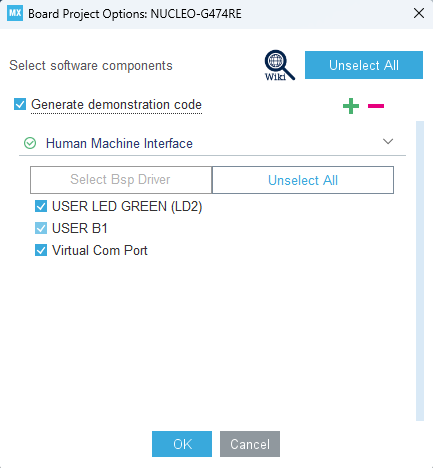 MX Board Project Options: NUCLEO-G474RE
Select software components
Wiki
Unselect All
Generate demonstration code
Human Machine Interface
Select Bsp Driver
Unselect All
USER LED GREEN (LD2)
USER B1
Virtual Com Port
OK
Cancel